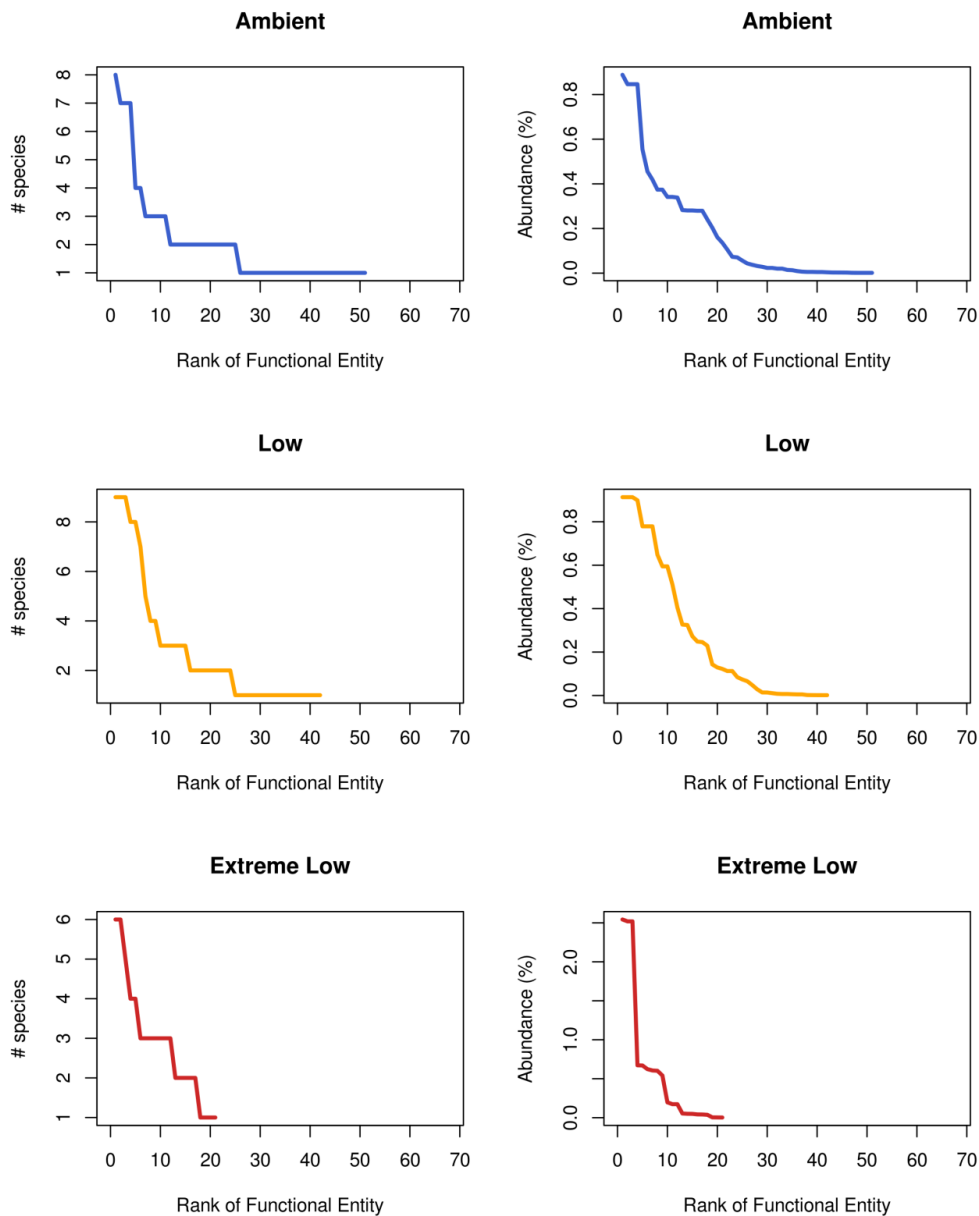 Ambient
# species
8
7
6
5
4
3
2
1
0 10 20 30 40 50 60 70
Rank of Functional Entity
Ambient
Abundance (%)
0.8
0.6
0.4
0.2
0.0
0 10 20 30 40 50 60 70
Rank of Functional Entity
Low
# species
8
6
4
2
0 10 20 30 40 50 60 70
Rank of Functional Entity
Low
Abundance (%)
0.8
0.6
0.4
0.2
0.0
0 10 20 30 40 50 60 70
Rank of Functional Entity
Extreme Low
# species
6
5
4
3
2
1
0 10 20 30 40 50 60 70
Rank of Functional Entity
Extreme Low
Abundance (%)
2.0
1.0
0.0
0 10 20 30 40 50 60 70
Rank of Functional Entity